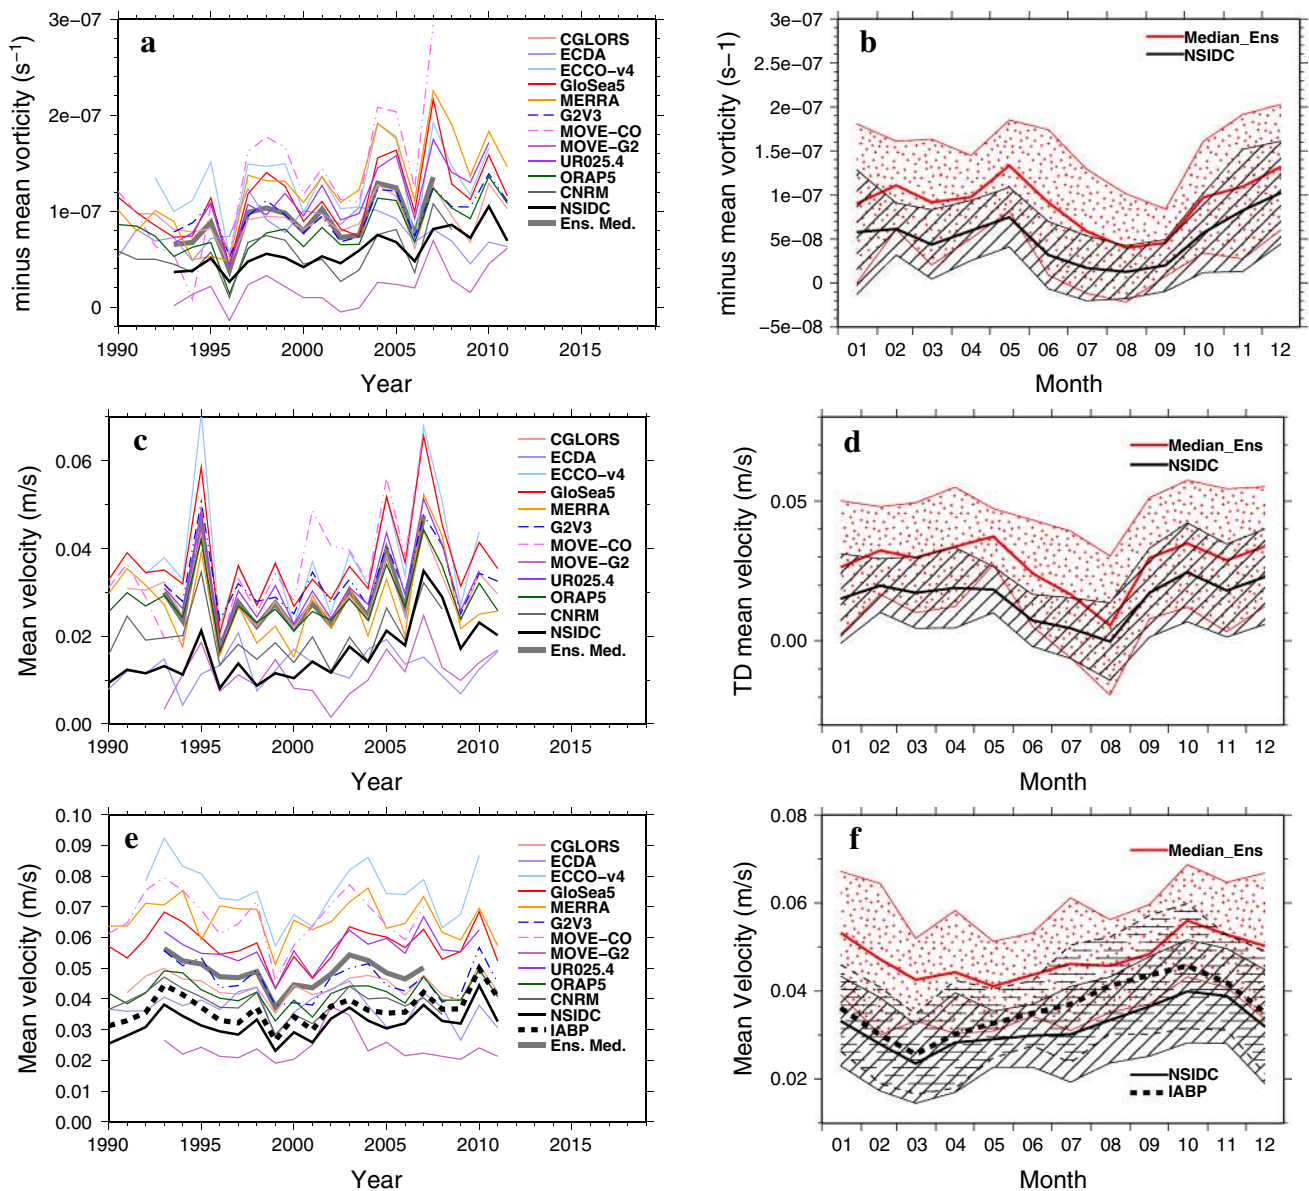 a
minus mean vorticity (s−1)
3e−07
2e−07
1e−07
0
CGLORS
ECDA
ECCO−v4
GloSea5
MERRA
G2V3
MOVE−CO
MOVE−G2
UR025.4
ORAP5
CNRM
NSIDC
Ens. Med.
1990 1995 2000 2005 2010 2015
Year
b
minus mean vorticity (s−1)
3e−07
2.5e−07
2e−07
1.5e−07
1e−07
5e−08
0
−5e−08
Median_Ens
NSIDC
01 02 03 04 05 06 07 08 09 10 11 12
Month
c
Mean velocity (m/s)
0.06
0.04
0.02
0.00
CGLORS
ECDA
ECCO−v4
GloSea5
MERRA
G2V3
MOVE−CO
MOVE−G2
UR025.4
ORAP5
CNRM
NSIDC
Ens. Med.
1990 1995 2000 2005 2010 2015
Year
d
TD mean velocity (m/s)
0.05
0.00
Median_Ens
NSIDC
01 02 03 04 05 06 07 08 09 10 11 12
Month
e
Mean velocity (m/s)
0.10
0.09
0.08
0.07
0.06
0.05
0.04
0.03
0.02
0.01
0.00
CGLORS
ECDA
ECCO−v4
GloSea5
MERRA
G2V3
MOVE−CO
MOVE−G2
UR025.4
ORAP5
CNRM
NSIDC
IABP
Ens. Med.
1990 1995 2000 2005 2010 2015
Year
f
Mean Velocity (m/s)
0.08
0.06
0.04
0.02
Median_Ens
NSIDC
IABP
01 02 03 04 05 06 07 08 09 10 11 12
Month